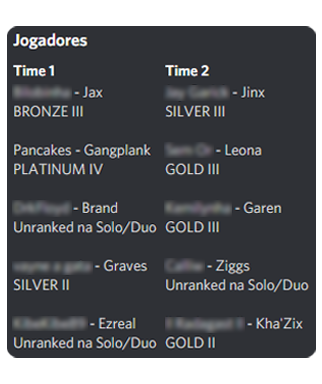 Jogadores
Time 1
- Jax
BRONZE III
Pancakes - Gangplank
PLATINUM IV
- Brand
Unranked na Solo/Duo
- Graves
SILVER II
- Ezreal
Unranked na Solo/Duo
Time 2
- Jinx
SILVER III
- Leona
GOLD III
- Garen
GOLD III
- Ziggs
Unranked na Solo/Duo
- Kha'Zix
GOLD II